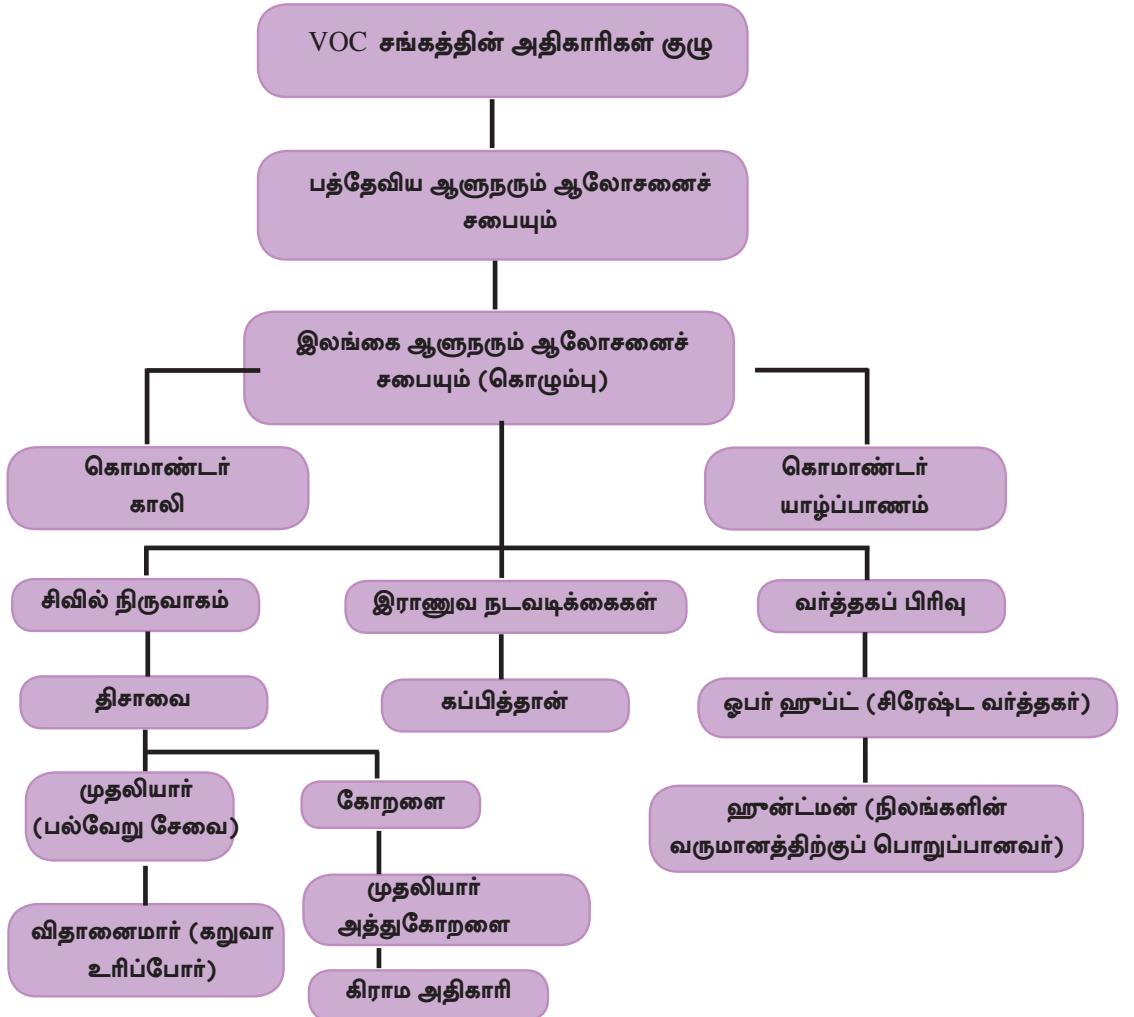 VOC சங்கத்தின் அதிகாரிகள் குழு
பத்தேவிய ஆளுநரும் ஆலோசனைச்
சபையும்
இலங்கை ஆளுநரும் ஆலோசனைச்
சபையும் (கொழும்பு)
கொமாண்டர்
காலி
கொமாண்டர்
யாழ்ப்பாணம்
சிவில் நிருவாகம்
இராணுவ நடவடிக்கைகள்
வர்த்தகப் பிரிவு
திசாவை
கப்பித்தான்
ஓபர் ஹுப்ட் (சிரேஷ்ட வர்த்தகர்)
முதலியார்
(பல்வேறு சேவை)
கோறளை
ஹுன்ட்மன் (நிலங்களின்
வருமானத்திற்குப் பொறுப்பானவர்)
முதலியார்
அத்துகோறளை
விதானைமார் (கறுவா
உரிப்போர்)
கிராம அதிகாரி